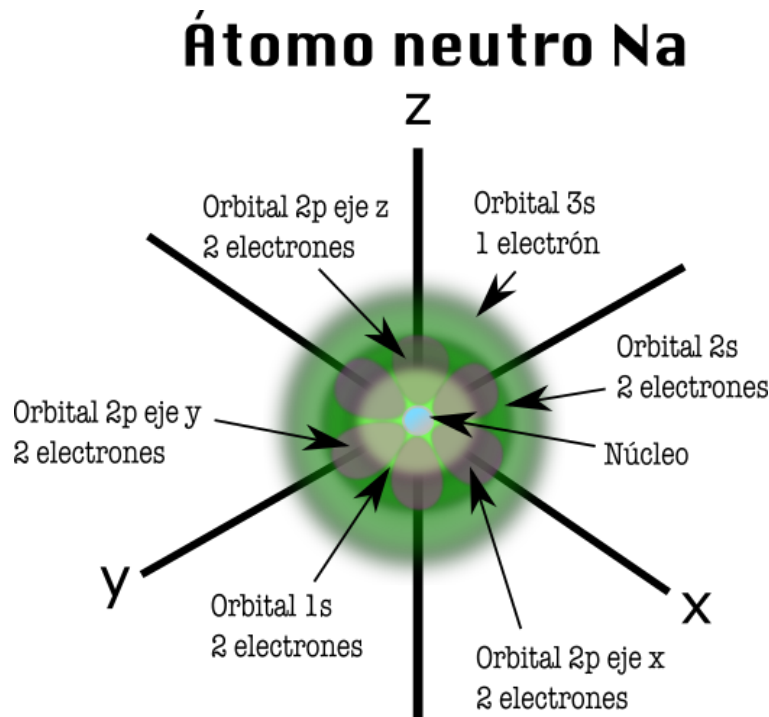 Átomo neutro Na
z
Orbital 2p eje z
2 electrones
Orbital 3s
1 electrón
Orbital 2s
2 electrones
Orbital 2p eje y
2 electrones
Núcleo
y
x
Orbital 1s
2 electrones
Orbital 2p eje x
2 electrones